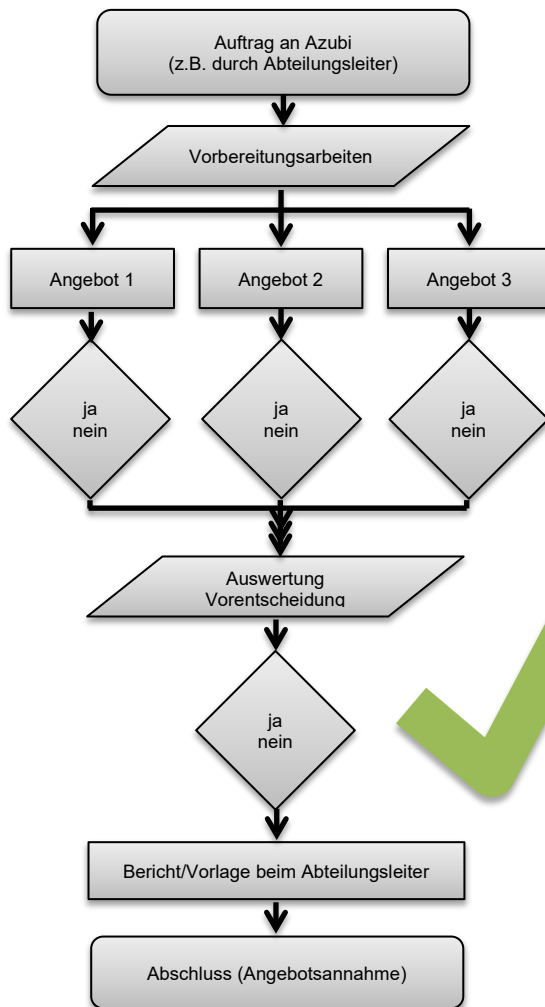 Auftrag an Azubi
(z.B. durch Abteilungsleiter)
Vorbereitungsarbeiten
Angebot 1
Angebot 2
Angebot 3
ja
nein
ja
nein
ja
nein
Auswertung
Vorentscheidung
ja
nein
Bericht/Vorlage beim Abteilungsleiter
Abschluss (Angebotsannahme)